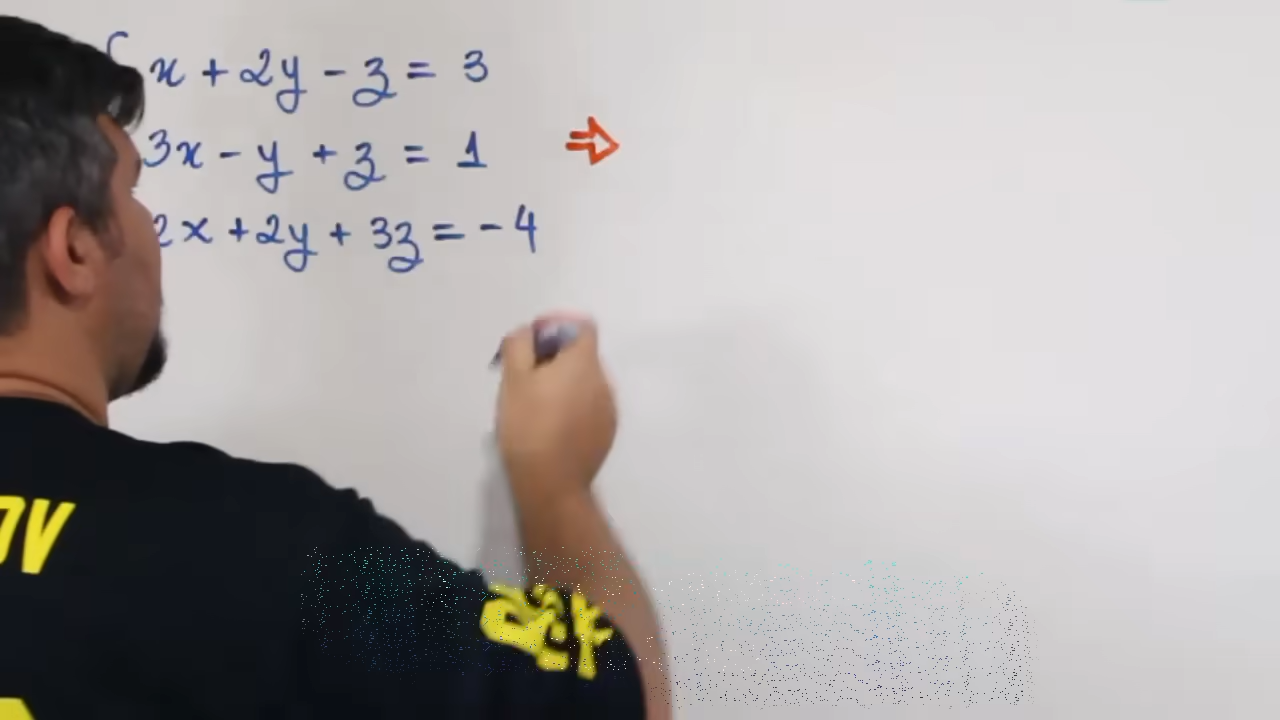 x + 2y - z = 3
3x - y + z = 1
2x + 2y + 3z = -4